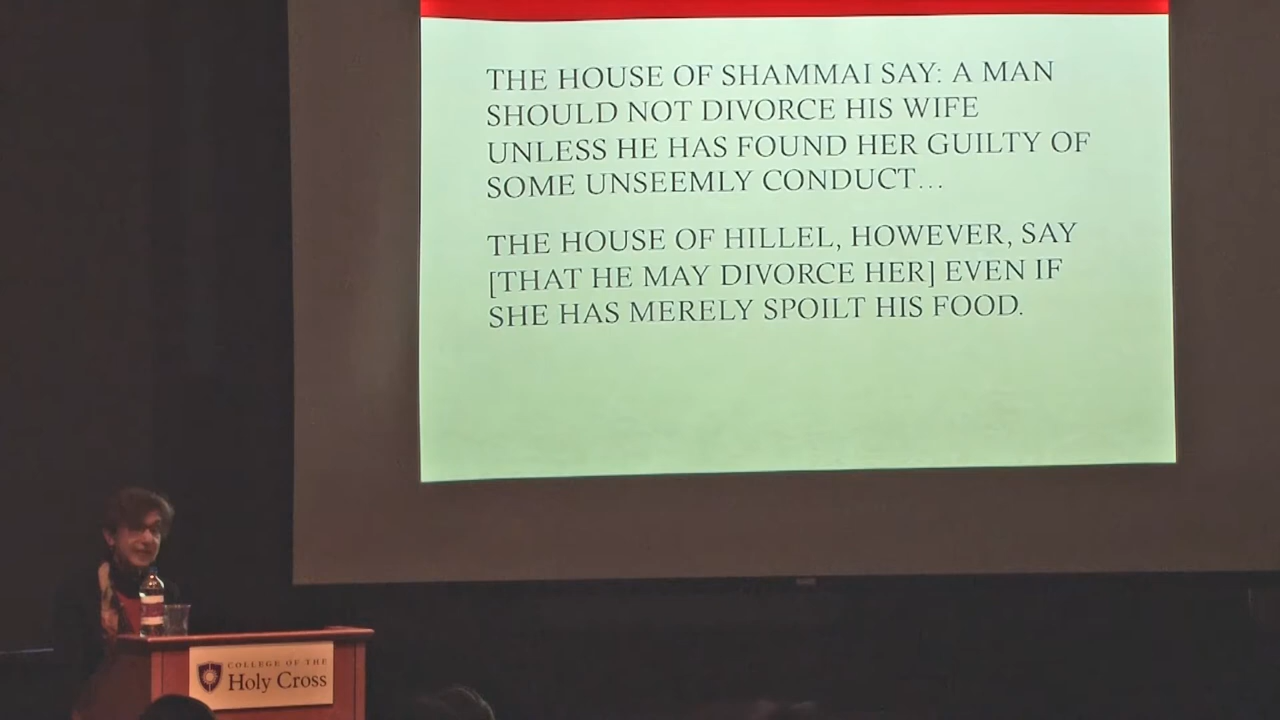 THE HOUSE OF SHAMMAI SAY: A MAN
SHOULD NOT DIVORCE HIS WIFE
UNLESS HE HAS FOUND HER GUILTY OF
SOME UNSEEMLY CONDUCT...
THE HOUSE OF HILLEL, HOWEVER, SAY
[THAT HE MAY DIVORCE HER] EVEN IF
SHE HAS MERELY SPOILT HIS FOOD.
COLLEGE OF THE
Holy Cross